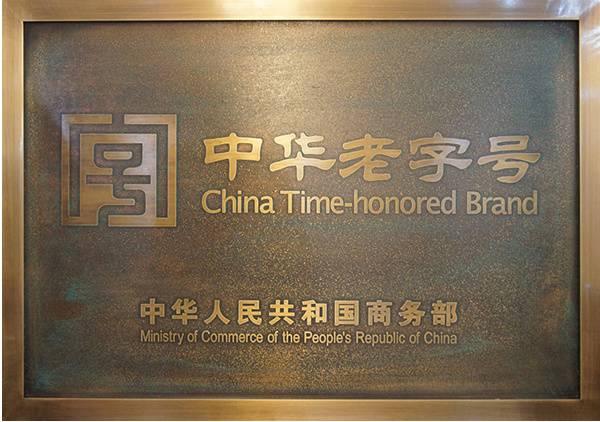 中华老字号
China Time-honored Brand
中华人民共和国商务部
Ministry of Commerce of the People's Republic of China